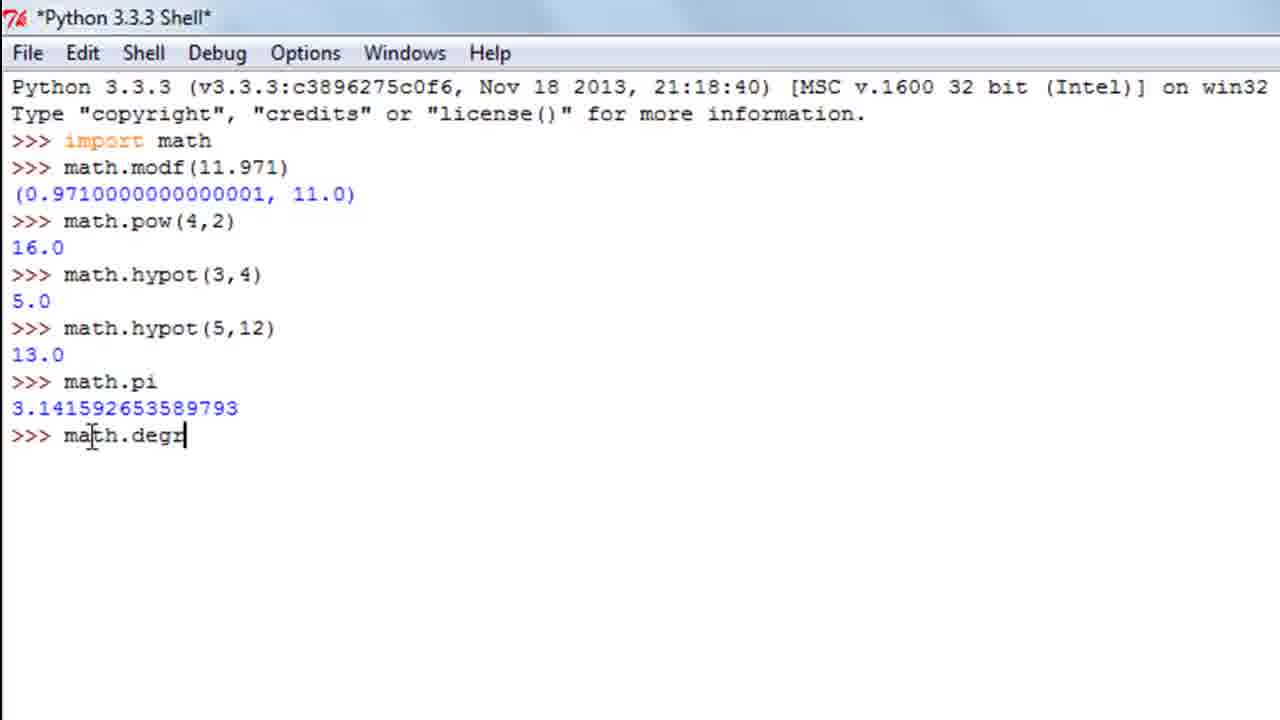 *Python 3.3.3 Shell*
File Edit Shell Debug Options Windows Help
Python 3.3.3 (v3.3.3:c3896275c0f6, Nov 18 2013, 21:18:40) [MSC v.1600 32 bit (Intel)] on win32
Type "copyright", "credits" or "license()" for more information.
>>> import math
>>> math.modf(11.971)
(0.9710000000000001, 11.0)
>>> math.pow(4,2)
16.0
>>> math.hypot(3,4)
5.0
>>> math.hypot(5,12)
13.0
>>> math.pi
3.141592653589793
>>> math.degr